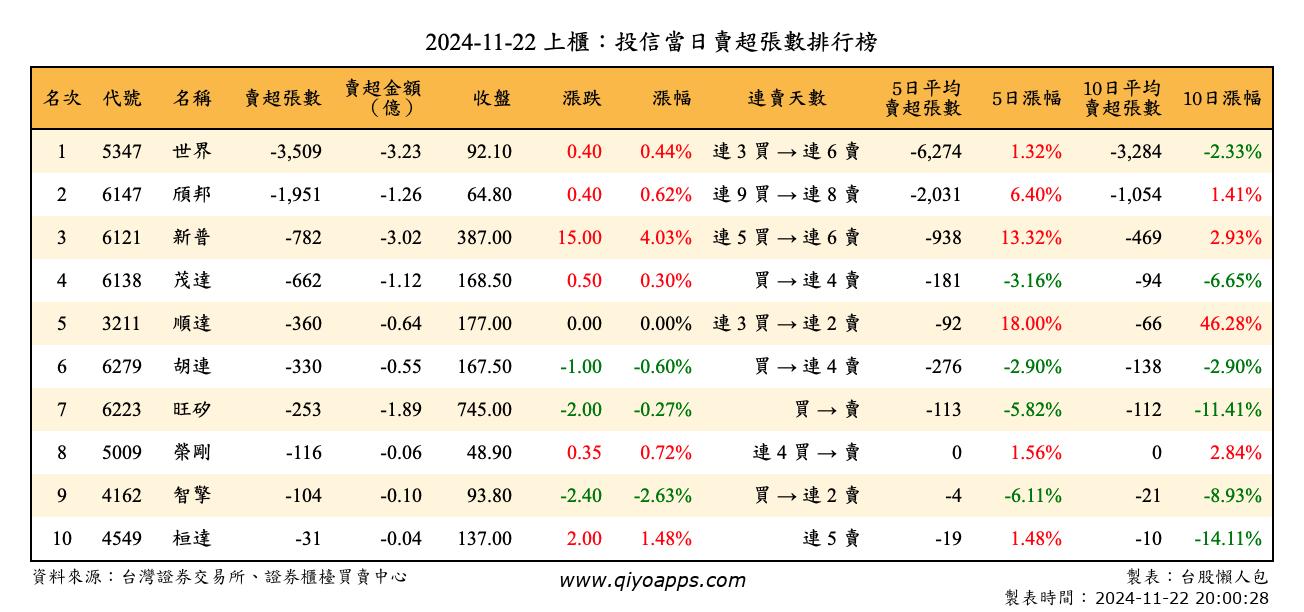 2024-11-22 上櫃：投信當日賣超張數排行榜
名次 代號 名稱 賣超張數 賣超金額（億） 收盤 漲跌 漲幅 連賣天數 5日平均賣超張數 5日漲幅 10日平均賣超張數 10日漲幅
1 5347 世界 -3,509 -3.23 92.10 0.40 0.44% 連 3 買 → 連 6 賣 -6,274 1.32% -3,284 -2.33%
2 6147 頎邦 -1,951 -1.26 64.80 0.40 0.62% 連 9 買 → 連 8 賣 -2,031 6.40% -1,054 1.41%
3 6121 新普 -782 -3.02 387.00 15.00 4.03% 連 5 買 → 連 6 賣 -938 13.32% -469 2.93%
4 6138 茂達 -662 -1.12 168.50 0.50 0.30% 買 → 連 4 賣 -181 -3.16% -94 -6.65%
5 3211 順達 -360 -0.64 177.00 0.00 0.00% 連 3 買 → 連 2 賣 -92 18.00% -66 46.28%
6 6279 胡連 -330 -0.55 167.50 -1.00 -0.60% 買 → 連 4 賣 -276 -2.90% -138 -2.90%
7 6223 旺矽 -253 -1.89 745.00 -2.00 -0.27% 買 → 賣 -113 -5.82% -112 -11.41%
8 5009 榮剛 -116 -0.06 48.90 0.35 0.72% 連 4 買 → 賣 0 1.56% 0 2.84%
9 4162 智擎 -104 -0.10 93.80 -2.40 -2.63% 買 → 連 2 賣 -4 -6.11% -21 -8.93%
10 4549 桓達 -31 -0.04 137.00 2.00 1.48% 連 5 賣 -19 1.48% -10 -14.11%
資料來源：台灣證券交易所、證券櫃檯買賣中心 www.qiyoapps.com 製表：台股懶人包
製表時間：2024-11-22 20:00:28